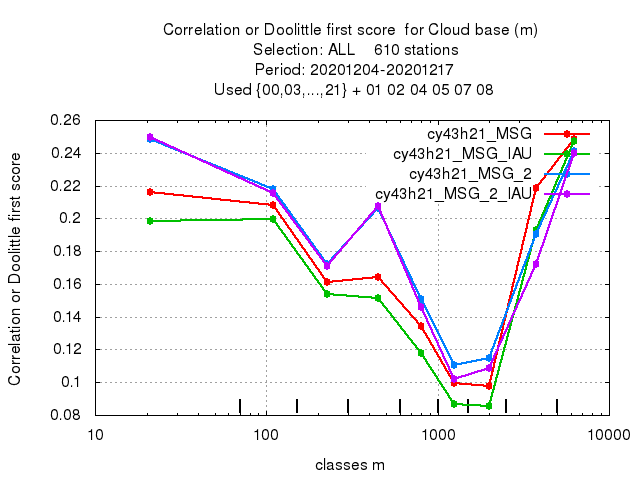 Correlation or Doolittle first score  for Cloud base (m)
Selection: ALL    610 stations
Period: 20201204-20201217
Used {00,03,...,21} + 01 02 04 05 07 08
Correlation or Doolittle first score
0.26
0.24
0.22
0.2
0.18
0.16
0.14
0.12
0.1
0.08
cy43h21_MSG
cy43h21_MSG_IAU
cy43h21_MSG_2
cy43h21_MSG_2_IAU
10 100 1000 10000
classes m